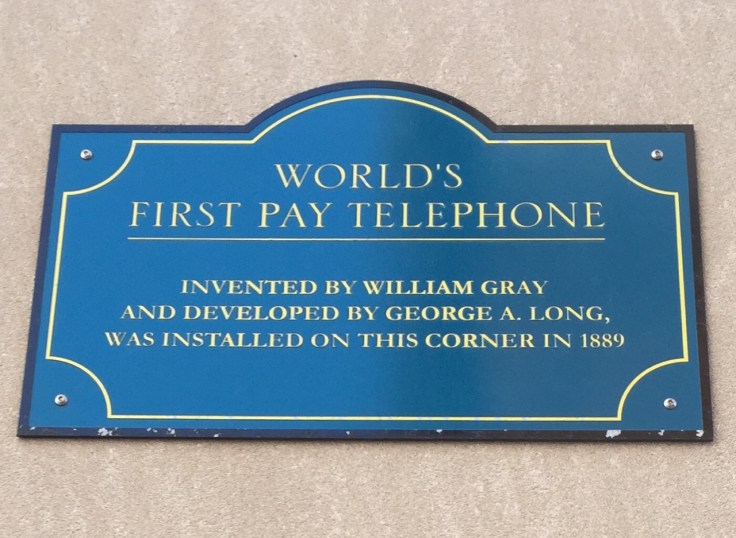 WORLD'S
FIRST PAY TELEPHONE
INVENTED BY WILLIAM GRAY
AND DEVELOPED BY GEORGE A. LONG,
WAS INSTALLED ON THIS CORNER IN 1889